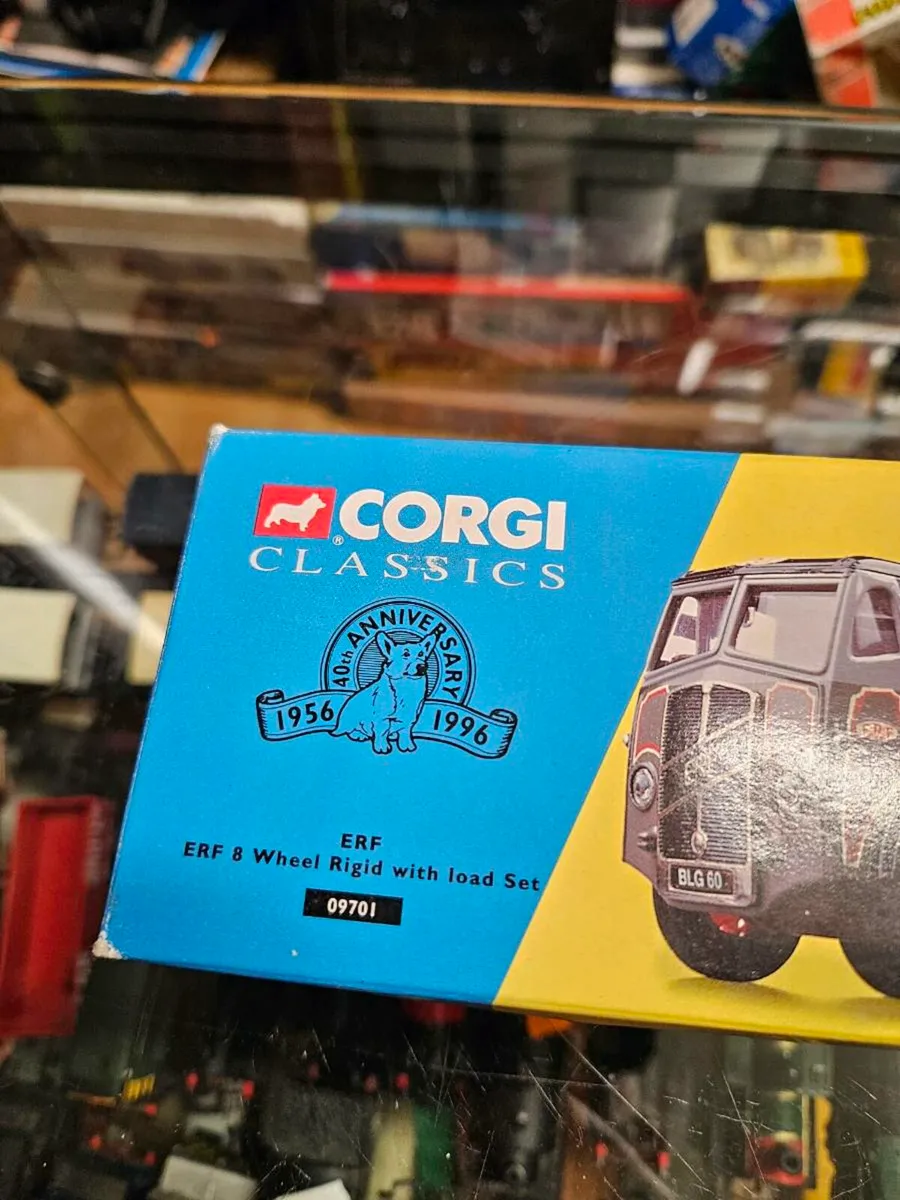 CORGI
®
CLASSICS
40th ANNIVERSARY
1956 1996
ERF
ERF 8 Wheel Rigid with load Set
09701
BLG 60